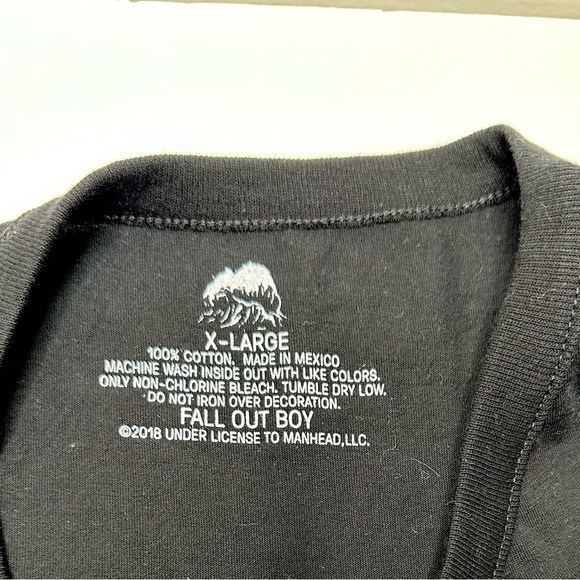 X-LARGE
100% COTTON. MADE IN MEXICO
MACHINE WASH INSIDE OUT WITH LIKE COLORS.
ONLY NON-CHLORINE BLEACH. TUMBLE DRY LOW.
DO NOT IRON OVER DECORATION.
FALL OUT BOY
©2018 UNDER LICENSE TO MANHEAD,LLC.